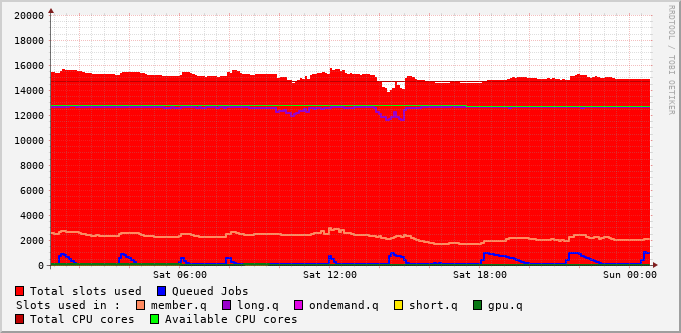 RRDTOOL / TOBI OETIKER
20000
18000
16000
14000
12000
10000
8000
6000
4000
2000
0
Sat 06:00 Sat 12:00 Sat 18:00 Sun 00:00
Total slots used Queued Jobs
Slots used in : member.q long.q ondemand.q short.q gpu.q
Total CPU cores Available CPU cores